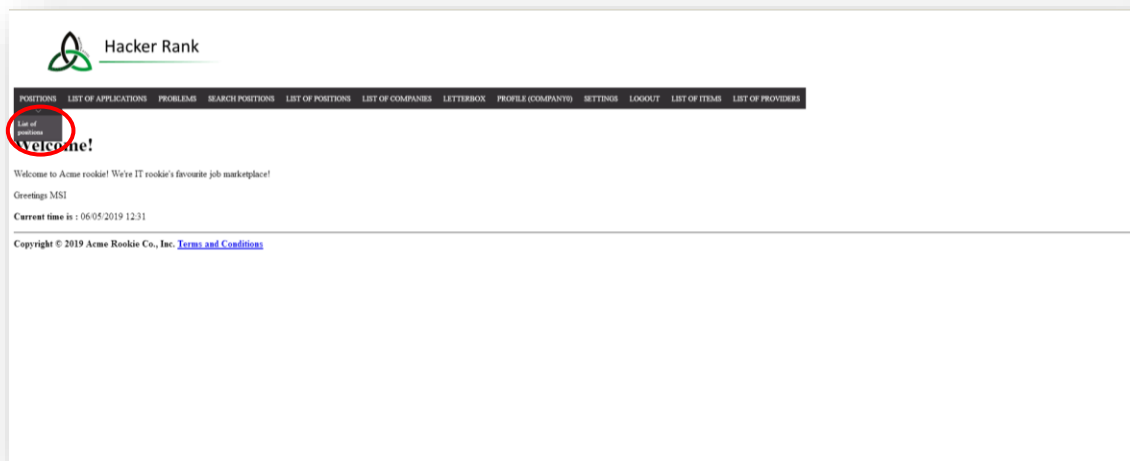 Hacker Rank
POSITIONS LIST OF APPLICATIONS PROBLEMS SEARCH POSITIONS LIST OF POSITIONS LIST OF COMPANIES LETTERBOX PROFILE (COMPANY0) SETTINGS LOGOUT LIST OF ITEMS LIST OF PROVIDERS
List of
positions
Welcome!
Welcome to Acme rookie! We're IT rookie's favourite job marketplace!
Greetings MSI
Current time is : 06/05/2019 12:31
Copyright © 2019 Acme Rookie Co., Inc. Terms and Conditions